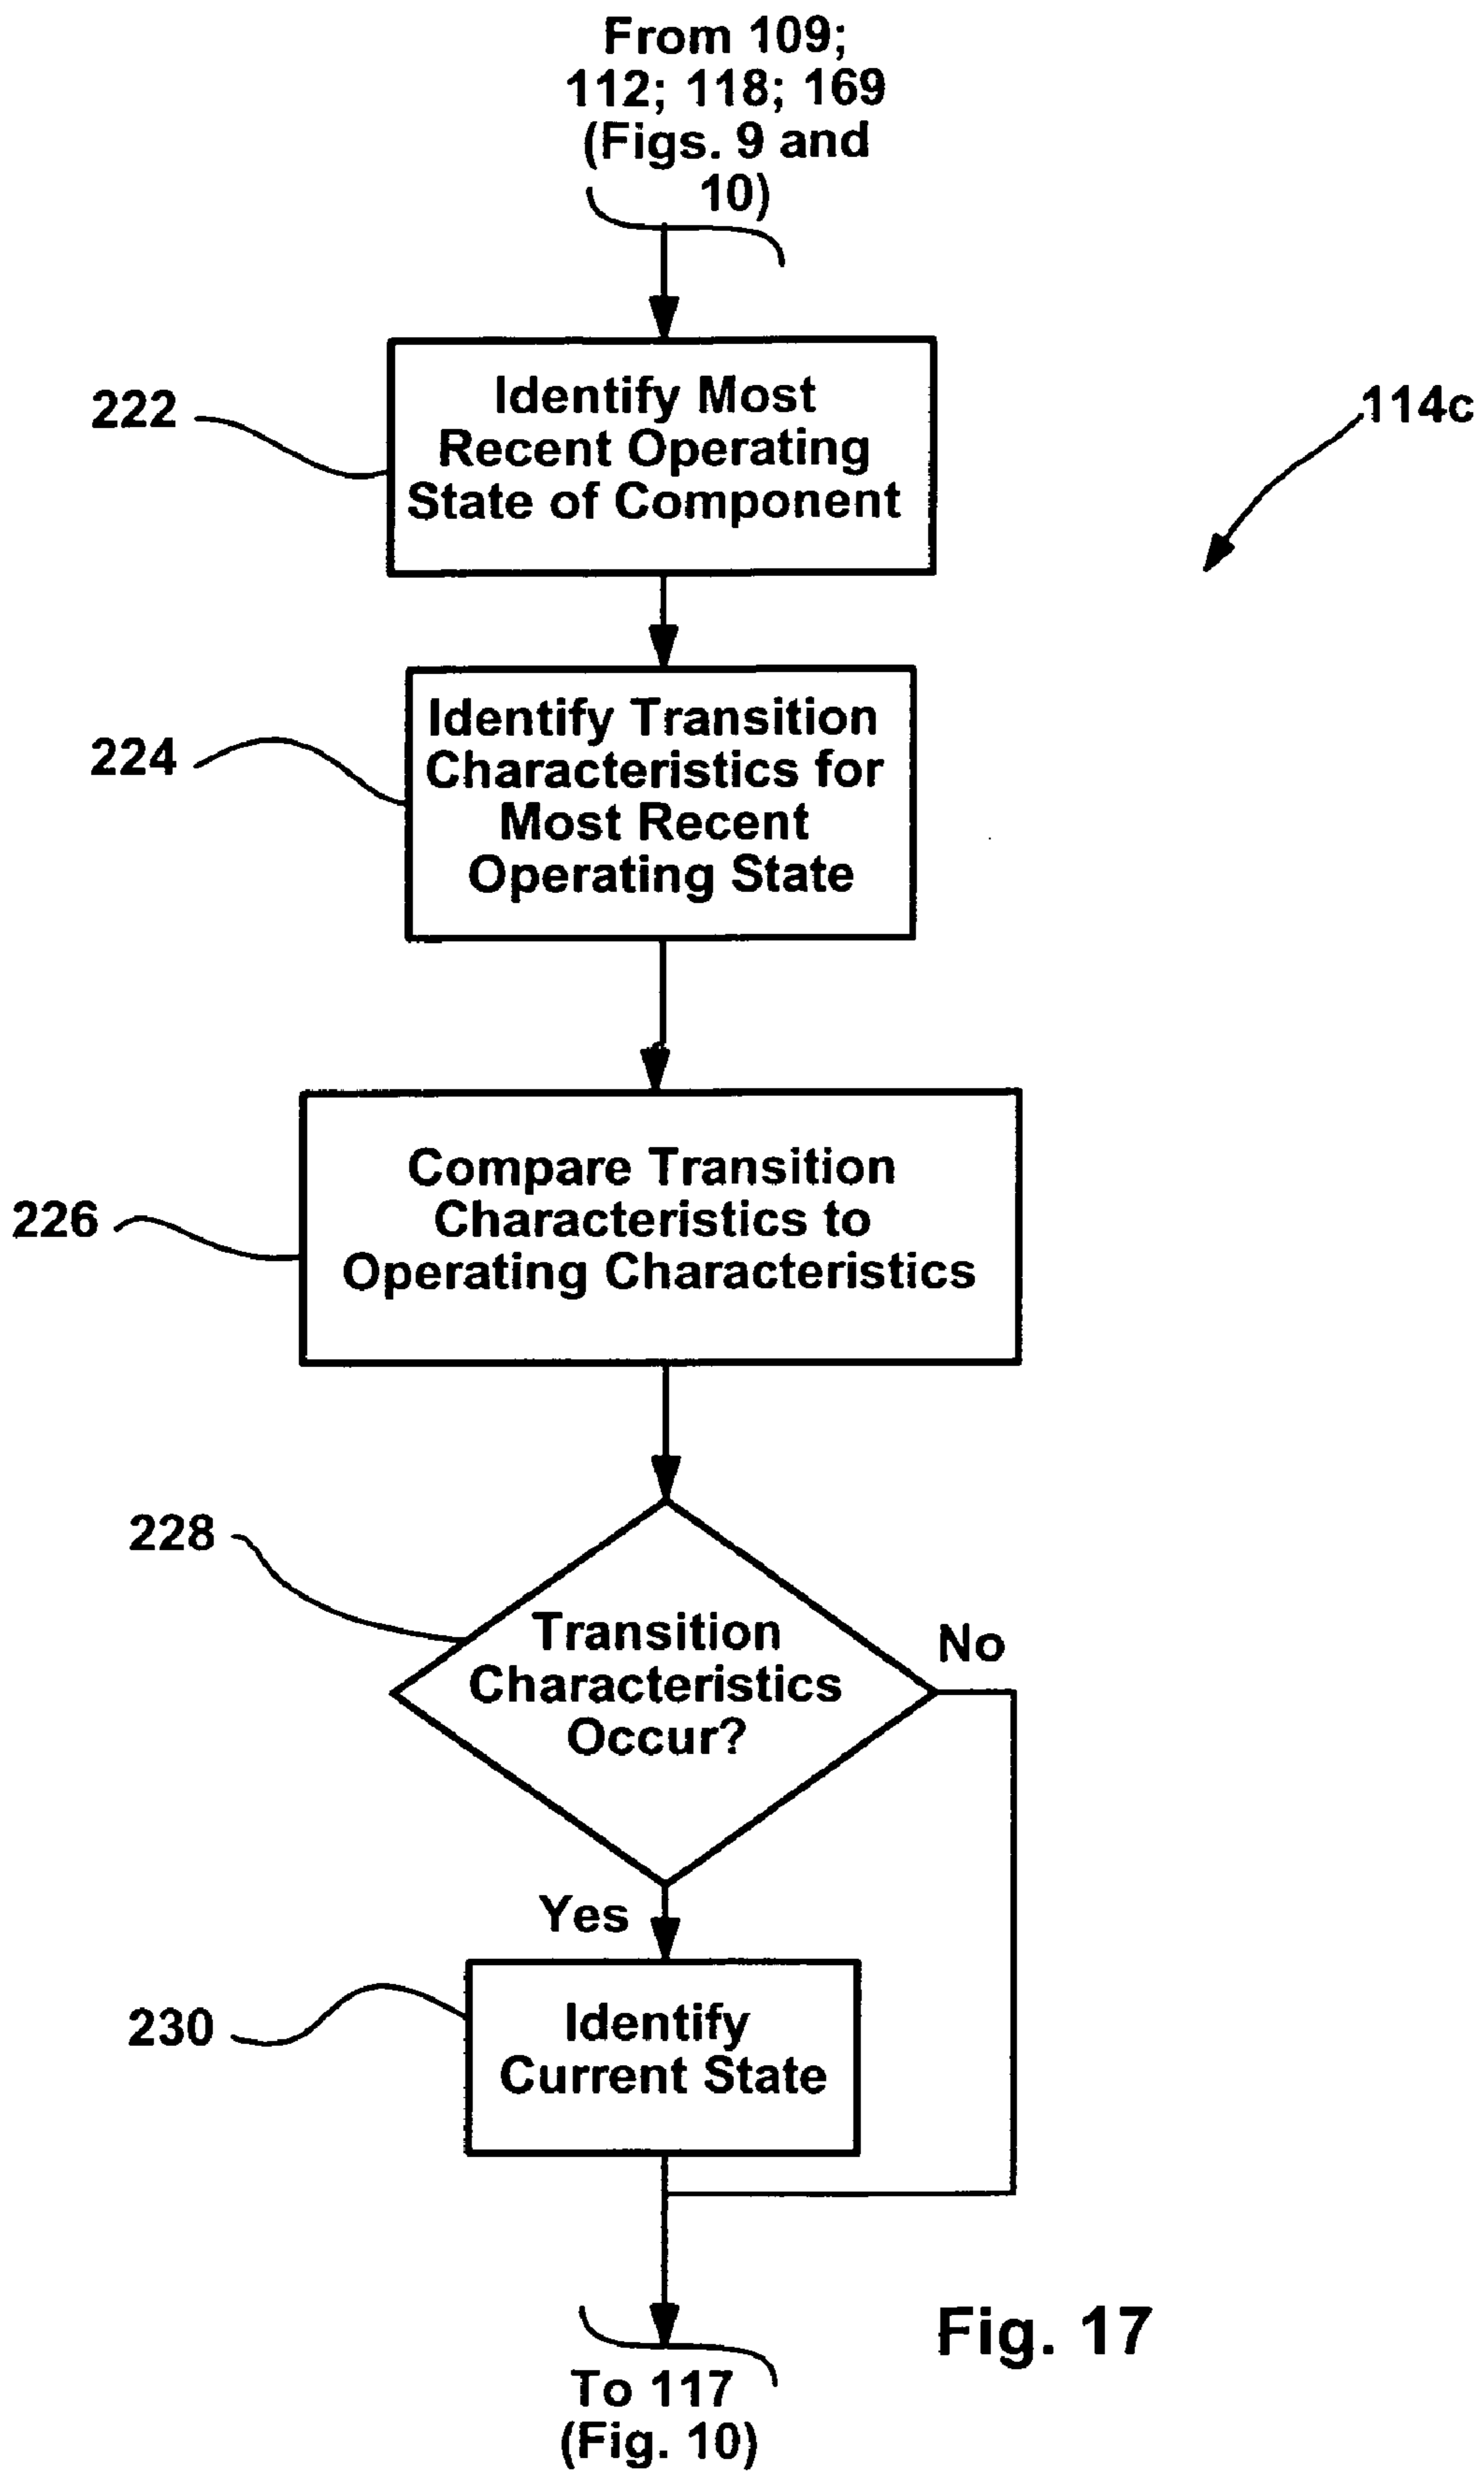 From 109;
112; 118; 169
(Figs. 9 and
10)
222
Identify Most
Recent Operating
State of Component
114c
224
Identify Transition
Characteristics for
Most Recent
Operating State
226
Compare Transition
Characteristics to
Operating Characteristics
228
Transition
Characteristics
Occur?
No
Yes
230
Identify
Current State
Fig. 17
To 117
(Fig. 10)